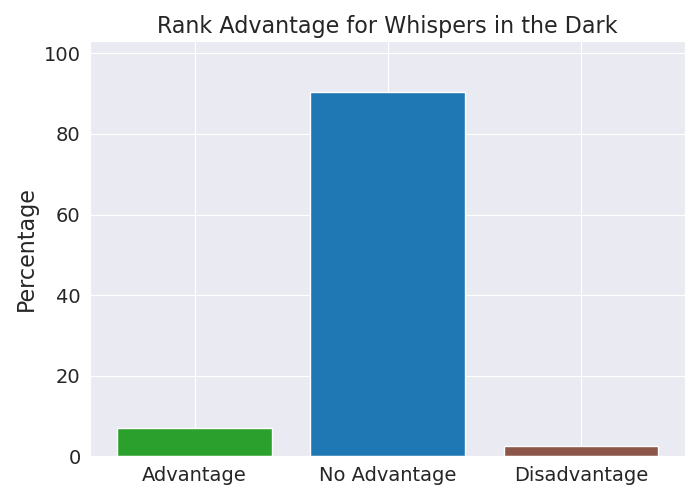 Rank Advantage for Whispers in the Dark
Percentage
100
80
60
40
20
0
Advantage
No Advantage
Disadvantage